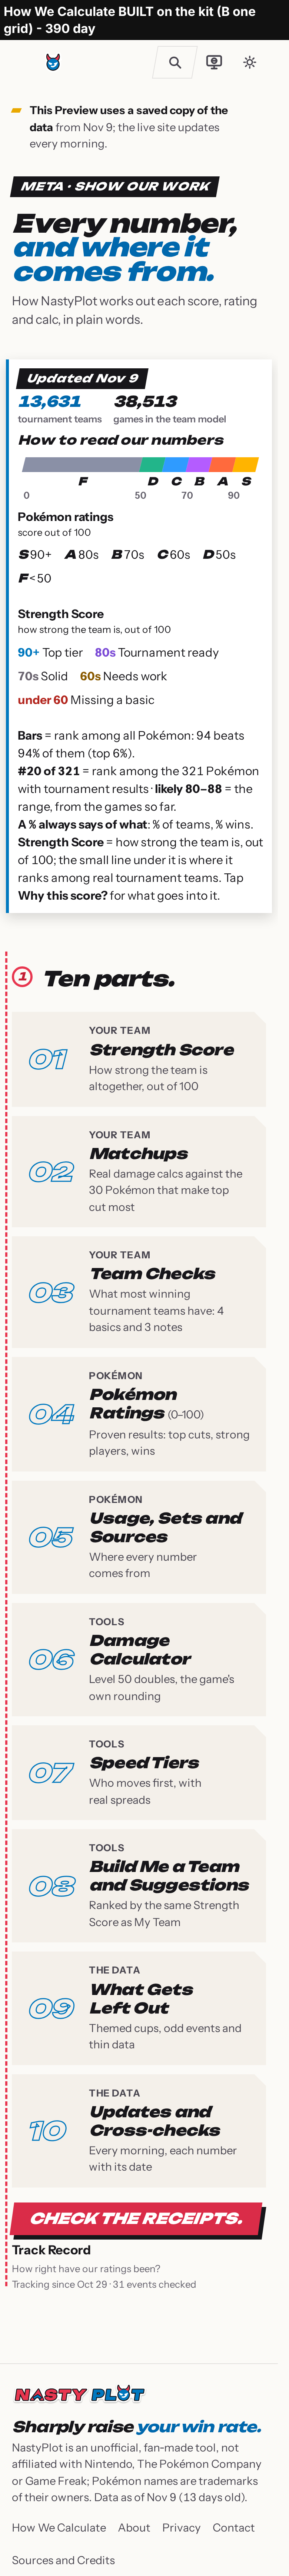 How We Calculate BUILT on the kit (B one
grid) - 390 day
This Preview uses a saved copy of the
data from Nov 9; the live site updates
every morning.
META · SHOW OUR WORK
Every number,
and where it
comes from.
How NastyPlot works out each score, rating
and calc, in plain words.
Updated Nov 9
13,631 38,513
tournament teams games in the team model
How to read our numbers
F D C B A S
0 50 70 90
Pokémon ratings
score out of 100
S 90+ A 80s B 70s C 60s D 50s
F <50
Strength Score
how strong the team is, out of 100
90+ Top tier 80s Tournament ready
70s Solid 60s Needs work
under 60 Missing a basic
Bars = rank among all Pokémon: 94 beats
94% of them (top 6%).
#20 of 321 = rank among the 321 Pokémon
with tournament results · likely 80–88 = the
range, from the games so far.
A % always says of what: % of teams, % wins.
Strength Score = how strong the team is, out
of 100; the small line under it is where it
ranks among real tournament teams. Tap
Why this score? for what goes into it.
1 Ten parts.
01
YOUR TEAM
Strength Score
How strong the team is
altogether, out of 100
02
YOUR TEAM
Matchups
Real damage calcs against the
30 Pokémon that make top
cut most
03
YOUR TEAM
Team Checks
What most winning
tournament teams have: 4
basics and 3 notes
04
POKÉMON
Pokémon
Ratings (0–100)
Proven results: top cuts, strong
players, wins
05
POKÉMON
Usage, Sets and
Sources
Where every number
comes from
06
TOOLS
Damage
Calculator
Level 50 doubles, the game's
own rounding
07
TOOLS
Speed Tiers
Who moves first, with
real spreads
08
TOOLS
Build Me a Team
and Suggestions
Ranked by the same Strength
Score as My Team
09
THE DATA
What Gets
Left Out
Themed cups, odd events and
thin data
10
THE DATA
Updates and
Cross-checks
Every morning, each number
with its date
CHECK THE RECEIPTS.
Track Record
How right have our ratings been?
Tracking since Oct 29 · 31 events checked
NASTY PLOT
Sharply raise your win rate.
NastyPlot is an unofficial, fan-made tool, not
affiliated with Nintendo, The Pokémon Company
or Game Freak; Pokémon names are trademarks
of their owners. Data as of Nov 9 (13 days old).
How We Calculate About Privacy Contact
Sources and Credits